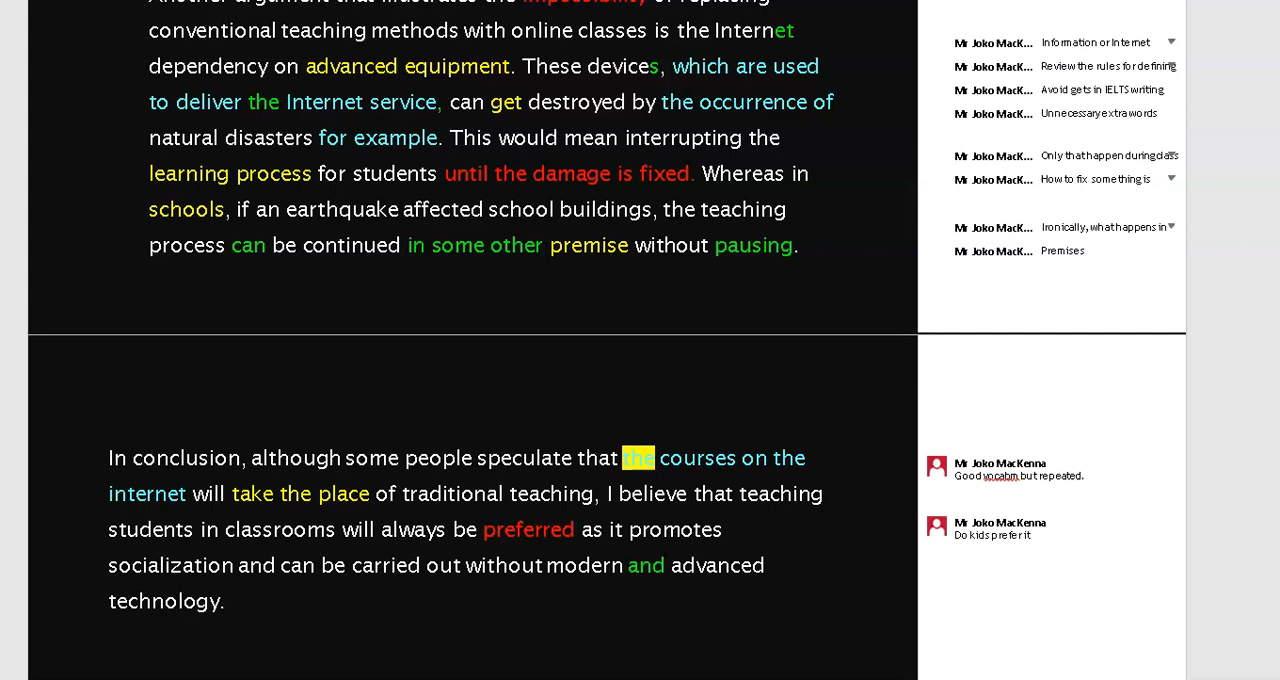 Another argument that illustrates the impossibility of replacing
conventional teaching methods with online classes is the Internet
dependency on advanced equipment. These devices, which are used
to deliver the Internet service, can get destroyed by the occurrence of
natural disasters for example. This would mean interrupting the
learning process for students until the damage is fixed. Whereas in
schools, if an earthquake affected school buildings, the teaching
process can be continued in some other premise without pausing.
Mr Joko MacK... Information or Internet
Mr Joko MacK... Review the rules for defining
Mr Joko MacK... Avoid gets in IELTS writing
Mr Joko MacK... Unnecessary extra words
Mr Joko MacK... Only that happen during class
Mr Joko MacK... How to fix something is
Mr Joko MacK... Ironically, what happens in
Mr Joko MacK... Premises
In conclusion, although some people speculate that the courses on the
internet will take the place of traditional teaching, I believe that teaching
students in classrooms will always be preferred as it promotes
socialization and can be carried out without modern and advanced
technology.
Mr Joko MacKenna
Good vocabm but repeated.
Mr Joko MacKenna
Do kids prefer it